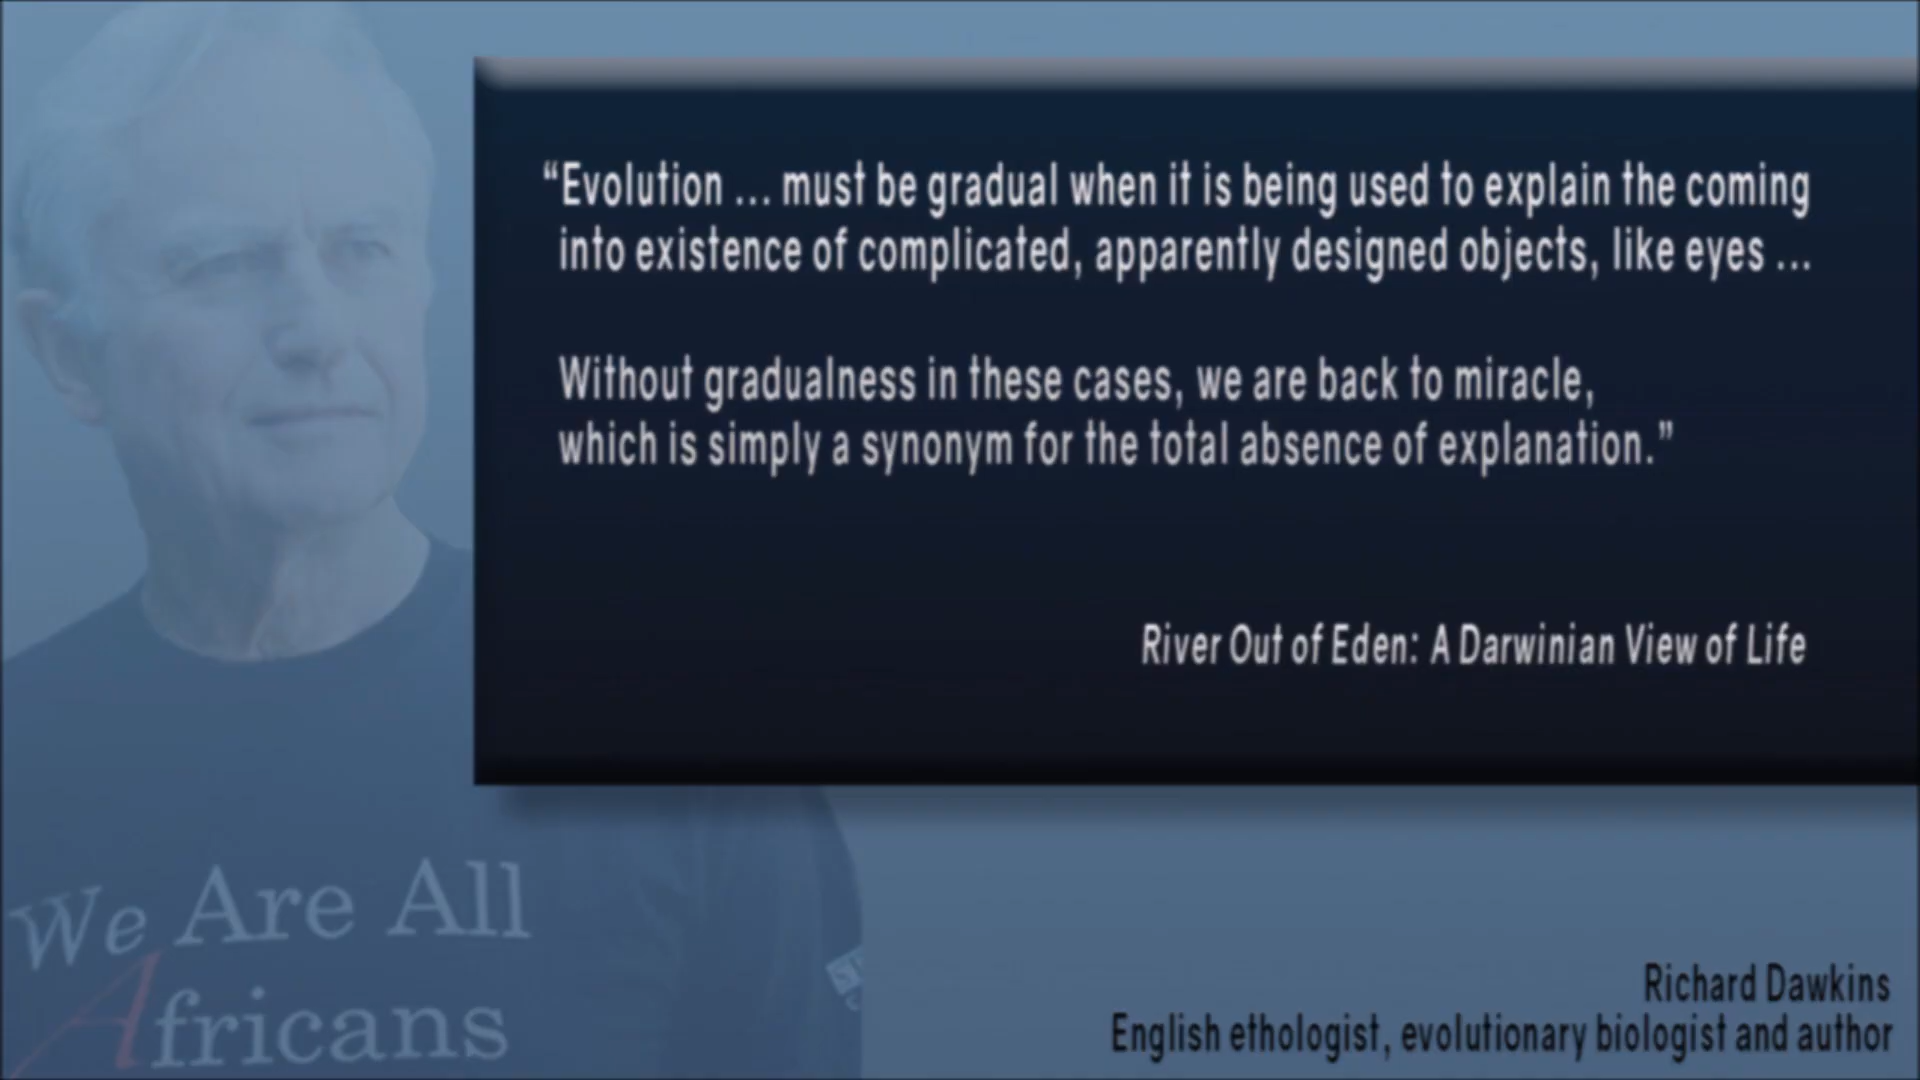 “Evolution ... must be gradual when it is being used to explain the coming
into existence of complicated, apparently designed objects, like eyes ...
Without gradualness in these cases, we are back to miracle,
which is simply a synonym for the total absence of explanation.”
River Out of Eden: A Darwinian View of Life
We Are All
Africans
Richard Dawkins
English ethologist, evolutionary biologist and author